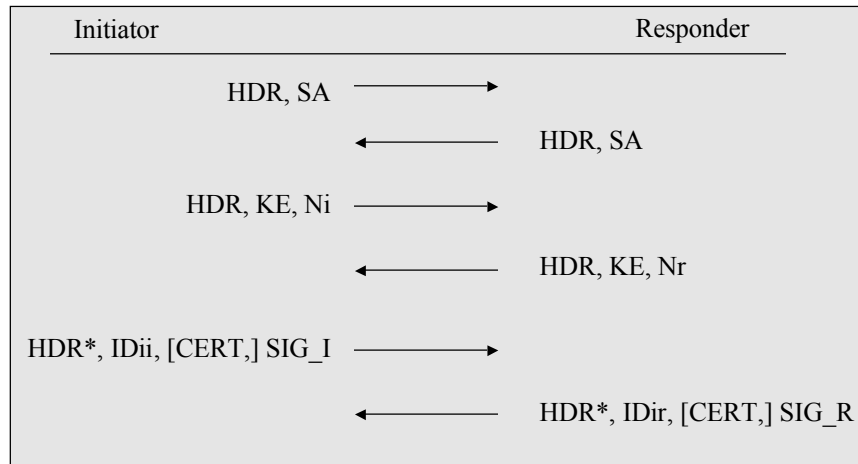 Initiator Responder
HDR, SA
HDR, SA
HDR, KE, Ni
HDR, KE, Nr
HDR*, IDii, [CERT,] SIG_I
HDR*, IDir, [CERT,] SIG_R